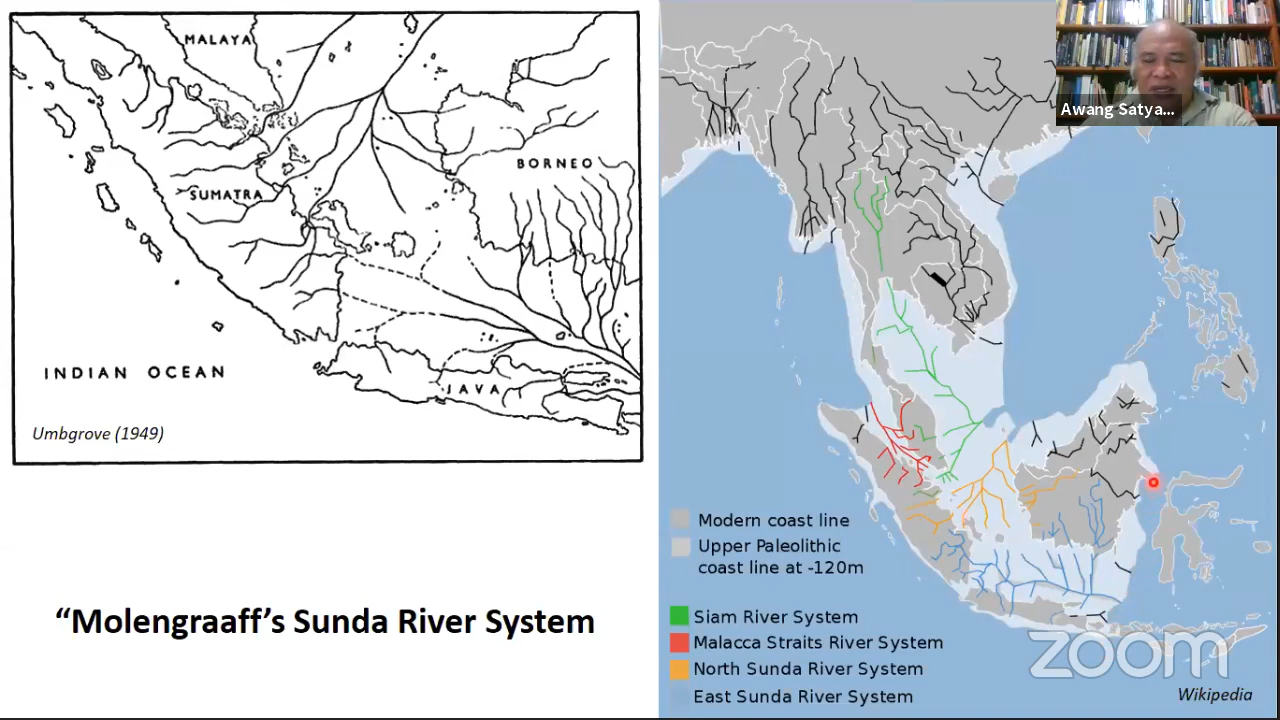 MALAYA
BORNEO
SUMATRA
INDIAN OCEAN
JAVA
Umbgrove (1949)
“Molengraaff’s Sunda River System
Awang Satya...
Modern coast line
Upper Paleolithic
coast line at -120m
Siam River System
Malacca Straits River System
North Sunda River System
East Sunda River System
zoom
Wikipedia